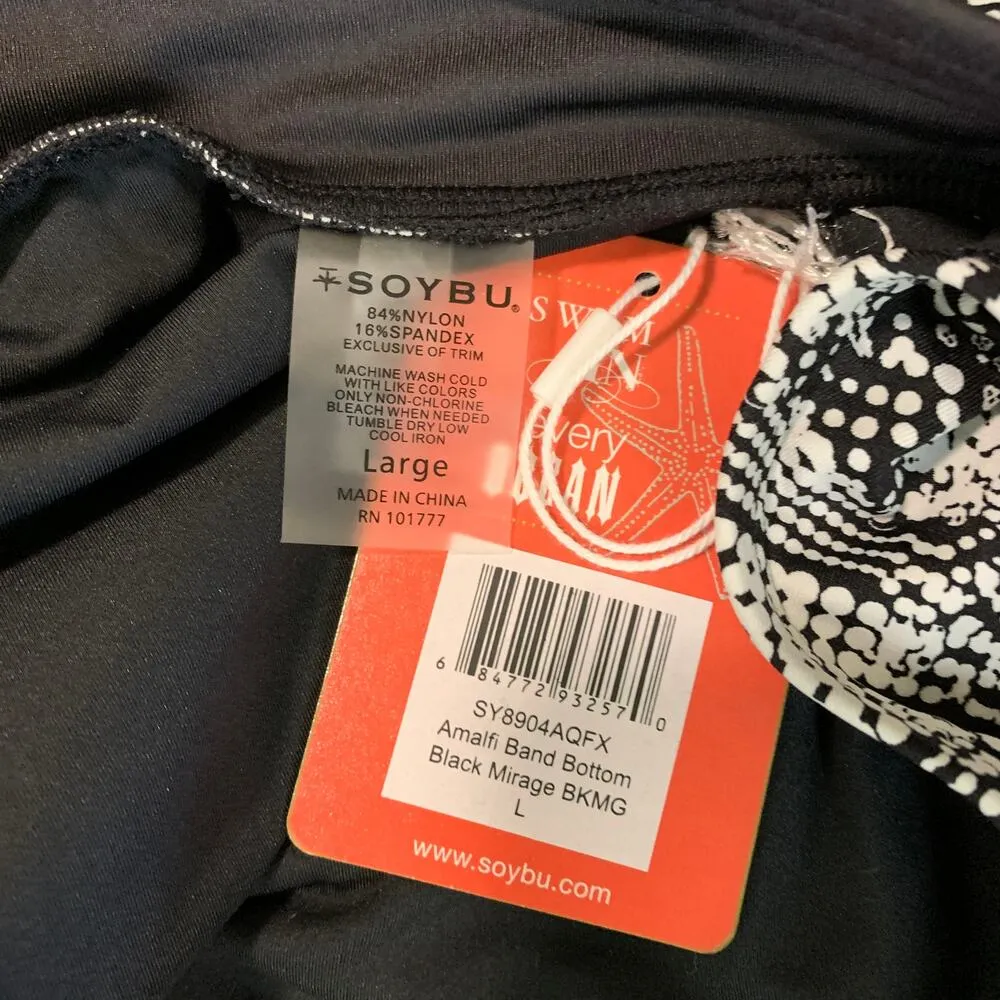 SOYBU®
84%NYLON
16%SPANDEX
EXCLUSIVE OF TRIM
MACHINE WASH COLD
WITH LIKE COLORS
ONLY NON-CHLORINE
BLEACH WHEN NEEDED
TUMBLE DRY LOW
COOL IRON
Large
MADE IN CHINA
RN 101777
every
6 84772 93257 0
SY8904AQFX
Amalfi Band Bottom
Black Mirage BKMG
L
www.soybu.com